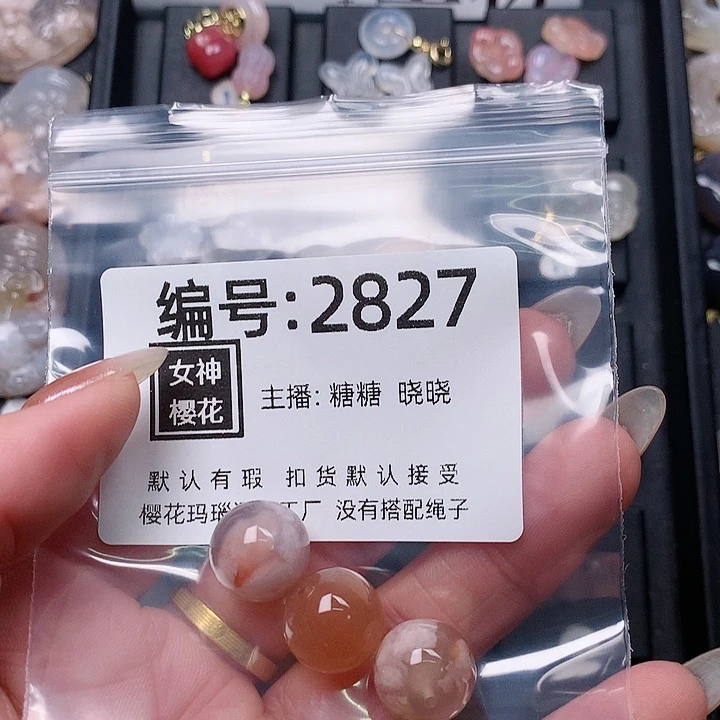 编号:2827
女神
樱花
主播: 糖糖 晓晓
默认有瑕 扣货默认接受
樱花玛瑙 工厂 没有搭配绳子